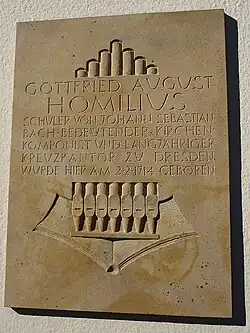 GOTTFRIED AUGUST
HOMILIUS
SCHÜLER VON JOHANN SEBASTIAN
BACH · BEDEUTENDER KIRCHEN
KOMPONIST UND LANGJÄHRIGER
KREUZKANTOR ZU DRESDEN
WURDE HIER AM 2·2·1714 GEBOREN